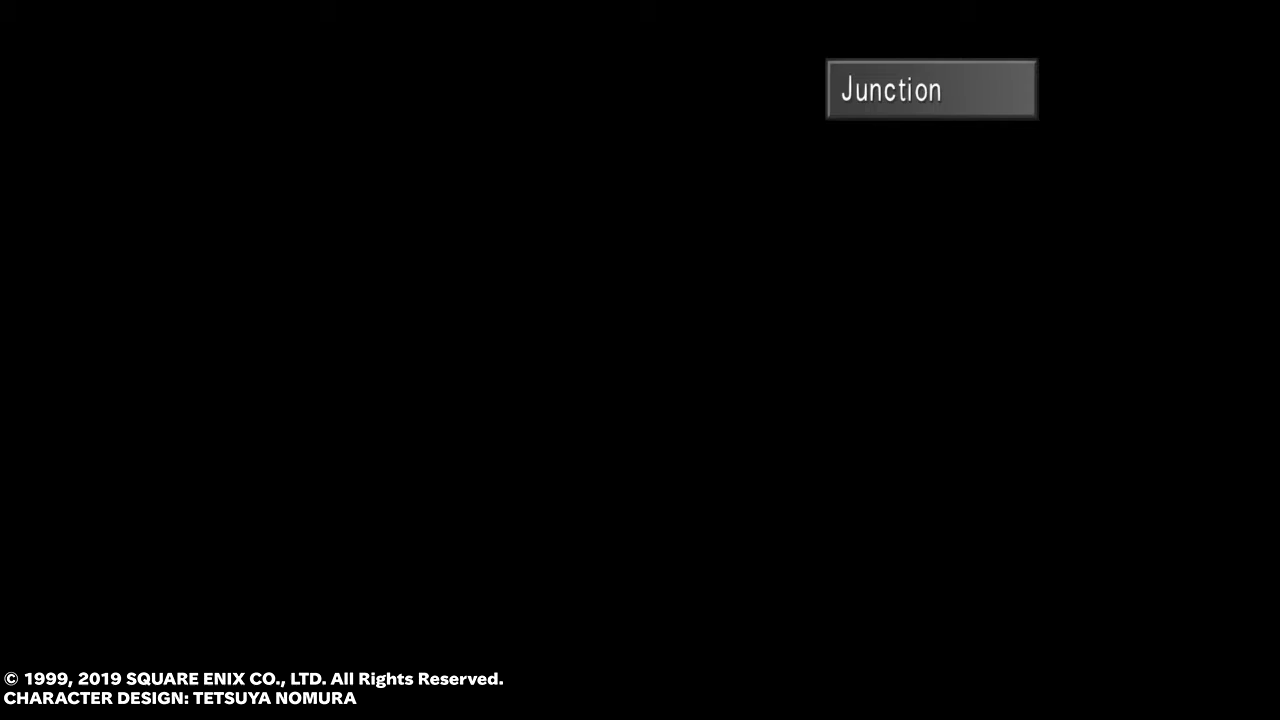 Junction
© 1999, 2019 SQUARE ENIX CO., LTD. All Rights Reserved.
CHARACTER DESIGN: TETSUYA NOMURA